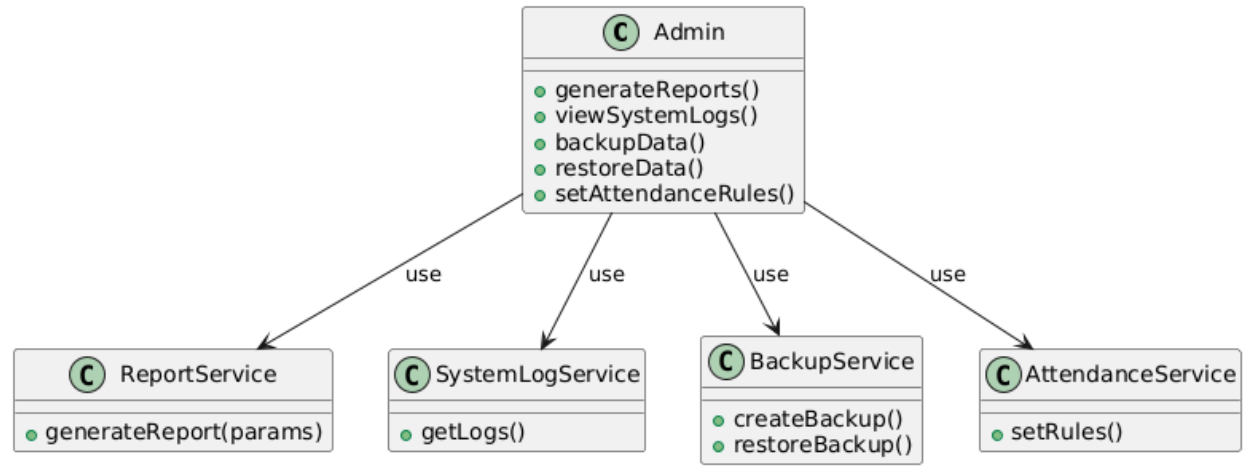 C Admin
generateReports()
viewSystemLogs()
backupData()
restoreData()
setAttendanceRules()
use
use
use
use
C ReportService
generateReport(params)
C SystemLogService
getLogs()
C BackupService
createBackup()
restoreBackup()
C AttendanceService
setRules()